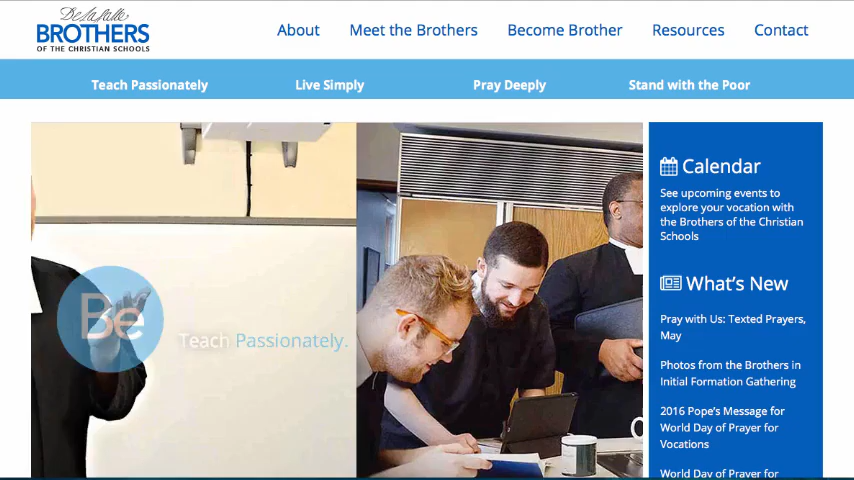 De La Salle
BROTHERS
OF THE CHRISTIAN SCHOOLS
About Meet the Brothers Become Brother Resources Contact
Teach Passionately Live Simply Pray Deeply Stand with the Poor
Be
Teach Passionately.
Calendar
See upcoming events to
explore your vocation with
the Brothers of the Christian
Schools
What's New
Pray with Us: Texted Prayers,
May
Photos from the Brothers in
Initial Formation Gathering
2016 Pope's Message for
World Day of Prayer for
Vocations
World Day of Prayer for